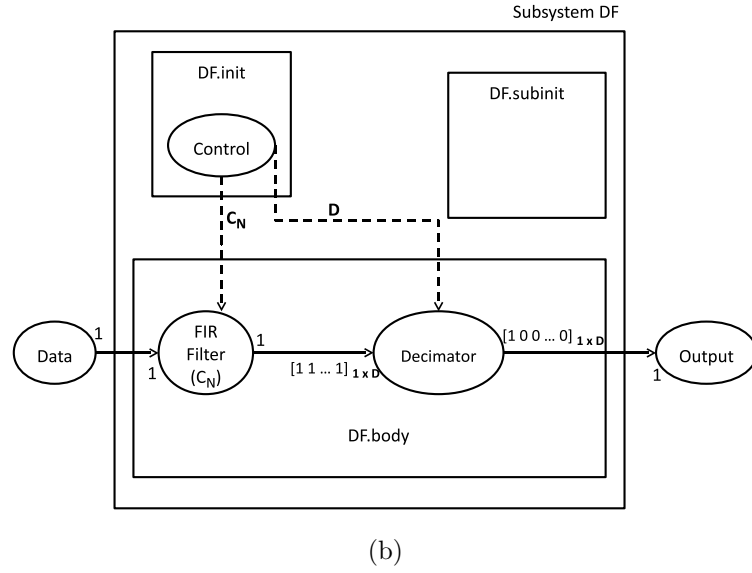 Subsystem DF
DF.init
DF.subinit
Control
C_N
D
Data
1
1
FIR
Filter
(C_N)
1
[1 1 ... 1] 1 x D
Decimator
[1 0 0 ... 0] 1 x D
1
Output
DF.body
(b)